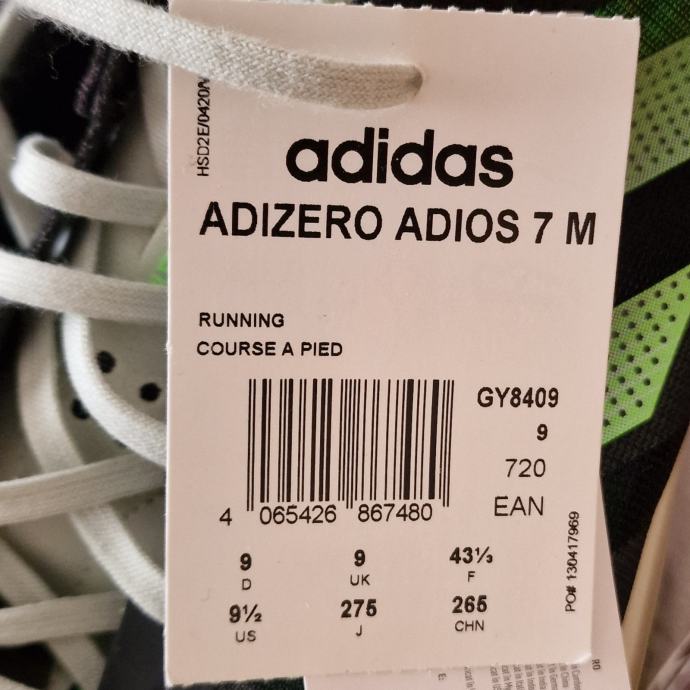 HSD2E/0420/N
adidas
ADIZERO ADIOS 7 M
RUNNING
COURSE A PIED
GY8409
9
720
EAN
4 065426 867480
9 9 43⅓
D UK F
9½ 275 265
US J CHN
PO# 130417969